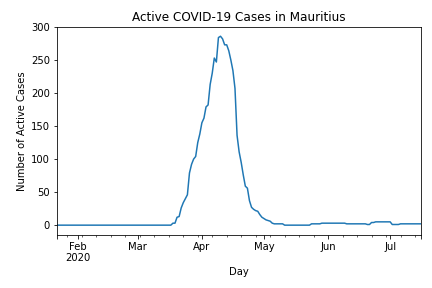 Active COVID-19 Cases in Mauritius
Number of Active Cases
300
250
200
150
100
50
0
Feb Mar Apr May Jun Jul
2020
Day